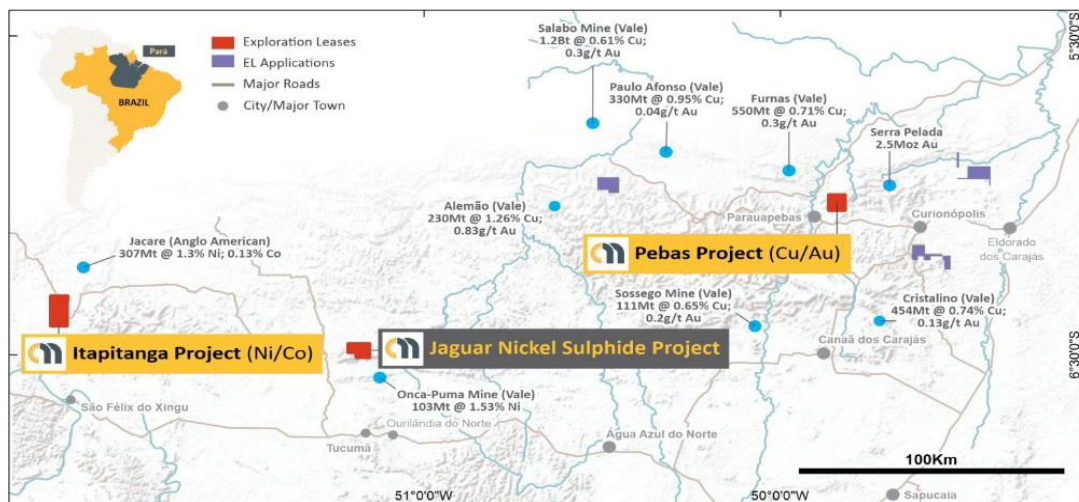 Pará
BRAZIL
Exploration Leases
EL Applications
Major Roads
City/Major Town
Salabo Mine (Vale)
1.2Bt @ 0.61% Cu;
0.3g/t Au
Paulo Afonso (Vale)
330Mt @ 0.95% Cu;
0.04g/t Au
Furnas (Vale)
550Mt @ 0.71% Cu;
0.3g/t Au
Serra Pelada
2.5Moz Au
5°30'0"S
Alemão (Vale)
230Mt @ 1.26% Cu;
0.83g/t Au
Parauapebas
Curionópolis
Eldorado
dos Carajás
Jacare (Anglo American)
307Mt @ 1.3% Ni; 0.13% Co
Pebas Project (Cu/Au)
Sossego Mine (Vale)
111Mt @ 0.65% Cu;
0.2g/t Au
Cristalino (Vale)
454Mt @ 0.74% Cu;
0.13g/t Au
Itapitanga Project (Ni/Co)
Jaguar Nickel Sulphide Project
Canaã dos Carajás
6°30'0"S
Onca-Puma Mine (Vale)
103Mt @ 1.53% Ni
São Félix do Xingu
Ourilândia do Norte
Tucumã
Água Azul do Norte
100Km
Sapucaia
51°0'0"W
50°0'0"W